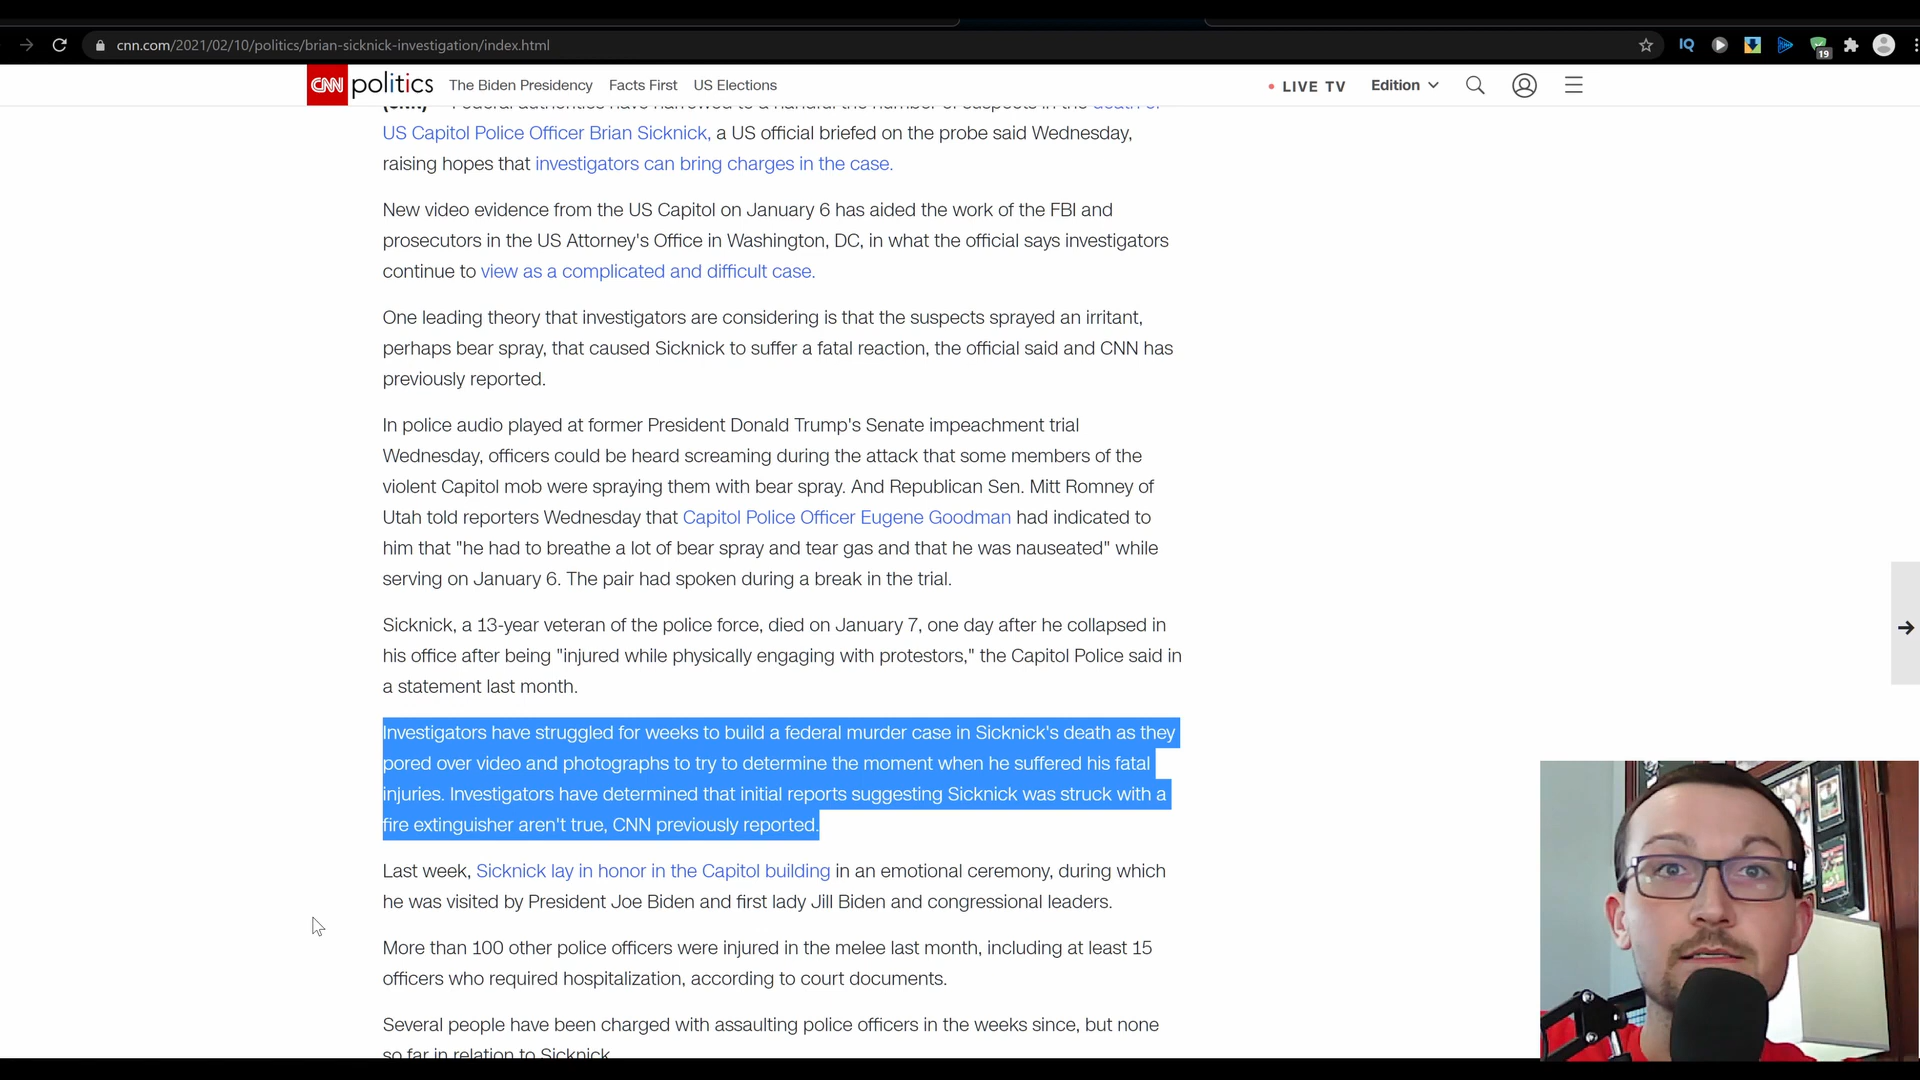 cnn.com/2021/02/10/politics/brian-sicknick-investigation/index.html
IQ
19
CNN politics The Biden Presidency Facts First US Elections
LIVE TV Edition
(CNN) Federal authorities have narrowed to a handful the number of suspects in the death of
US Capitol Police Officer Brian Sicknick, a US official briefed on the probe said Wednesday,
raising hopes that investigators can bring charges in the case.
New video evidence from the US Capitol on January 6 has aided the work of the FBI and
prosecutors in the US Attorney's Office in Washington, DC, in what the official says investigators
continue to view as a complicated and difficult case.
One leading theory that investigators are considering is that the suspects sprayed an irritant,
perhaps bear spray, that caused Sicknick to suffer a fatal reaction, the official said and CNN has
previously reported.
In police audio played at former President Donald Trump's Senate impeachment trial
Wednesday, officers could be heard screaming during the attack that some members of the
violent Capitol mob were spraying them with bear spray. And Republican Sen. Mitt Romney of
Utah told reporters Wednesday that Capitol Police Officer Eugene Goodman had indicated to
him that "he had to breathe a lot of bear spray and tear gas and that he was nauseated" while
serving on January 6. The pair had spoken during a break in the trial.
Sicknick, a 13-year veteran of the police force, died on January 7, one day after he collapsed in
his office after being "injured while physically engaging with protestors," the Capitol Police said in
a statement last month.
Investigators have struggled for weeks to build a federal murder case in Sicknick's death as they
pored over video and photographs to try to determine the moment when he suffered his fatal
injuries. Investigators have determined that initial reports suggesting Sicknick was struck with a
fire extinguisher aren't true, CNN previously reported.
Last week, Sicknick lay in honor in the Capitol building in an emotional ceremony, during which
he was visited by President Joe Biden and first lady Jill Biden and congressional leaders.
More than 100 other police officers were injured in the melee last month, including at least 15
officers who required hospitalization, according to court documents.
Several people have been charged with assaulting police officers in the weeks since, but none
so far in relation to Sicknick